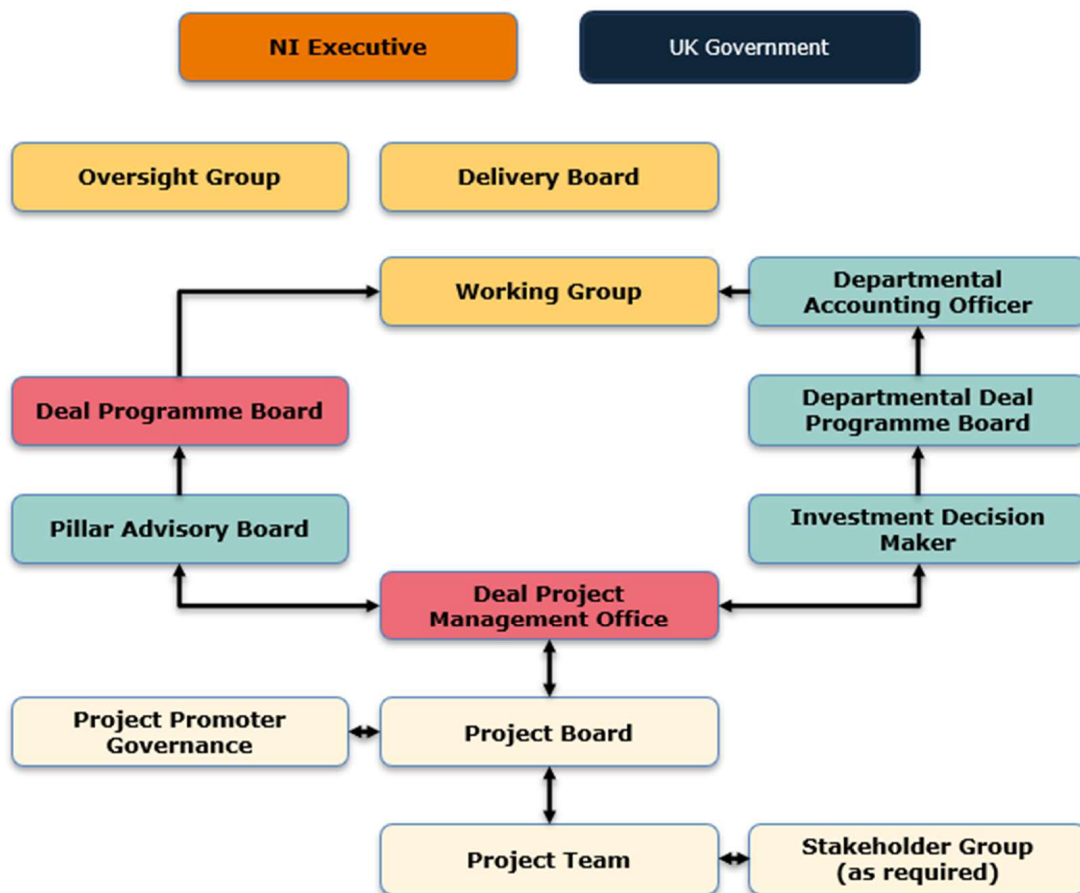 NI Executive
UK Government
Oversight Group
Delivery Board
Working Group
Departmental
Accounting Officer
Deal Programme Board
Departmental Deal
Programme Board
Pillar Advisory Board
Investment Decision
Maker
Deal Project
Management Office
Project Promoter
Governance
Project Board
Project Team
Stakeholder Group
(as required)